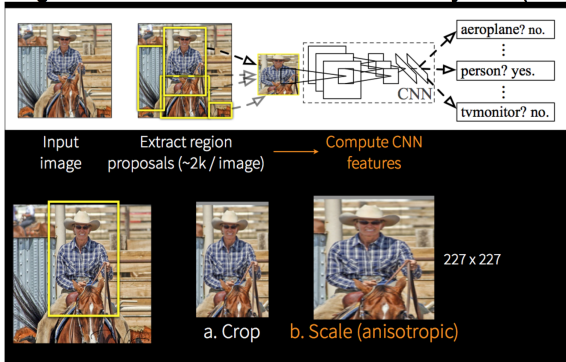 aeroplane? no.
person? yes.
CNN
tvmonitor? no.
Input
image
Extract region
proposals (~2k / image)
Compute CNN
features
227 x 227
a. Crop
b. Scale (anisotropic)